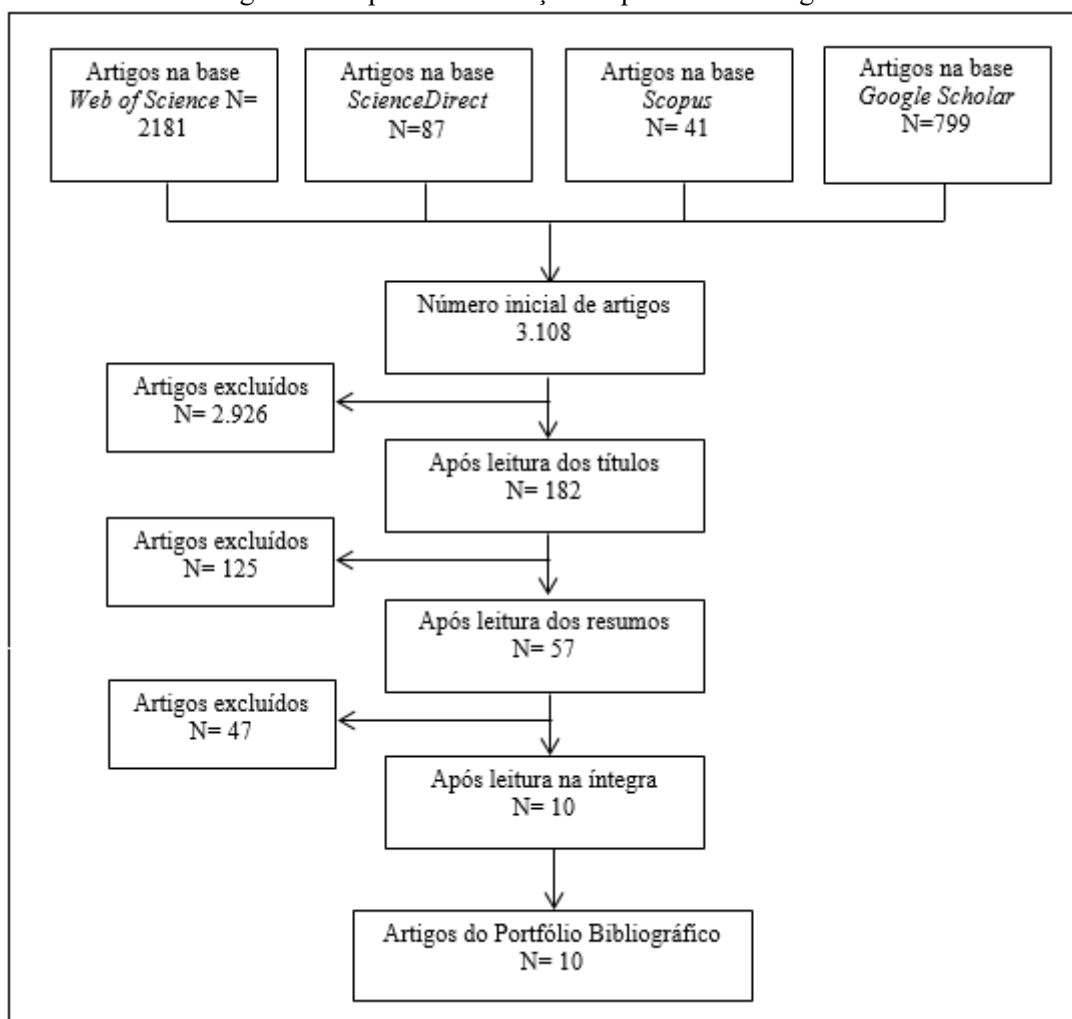 Artigos na base
Web of Science N=
2181
Artigos na base
ScienceDirect
N=87
Artigos na base
Scopus
N= 41
Artigos na base
Google Scholar
N=799
Número inicial de artigos
3.108
Artigos excluídos
N= 2.926
Após leitura dos títulos
N= 182
Artigos excluídos
N= 125
Após leitura dos resumos
N= 57
Artigos excluídos
N= 47
Após leitura na íntegra
N= 10
Artigos do Portfólio Bibliográfico
N= 10